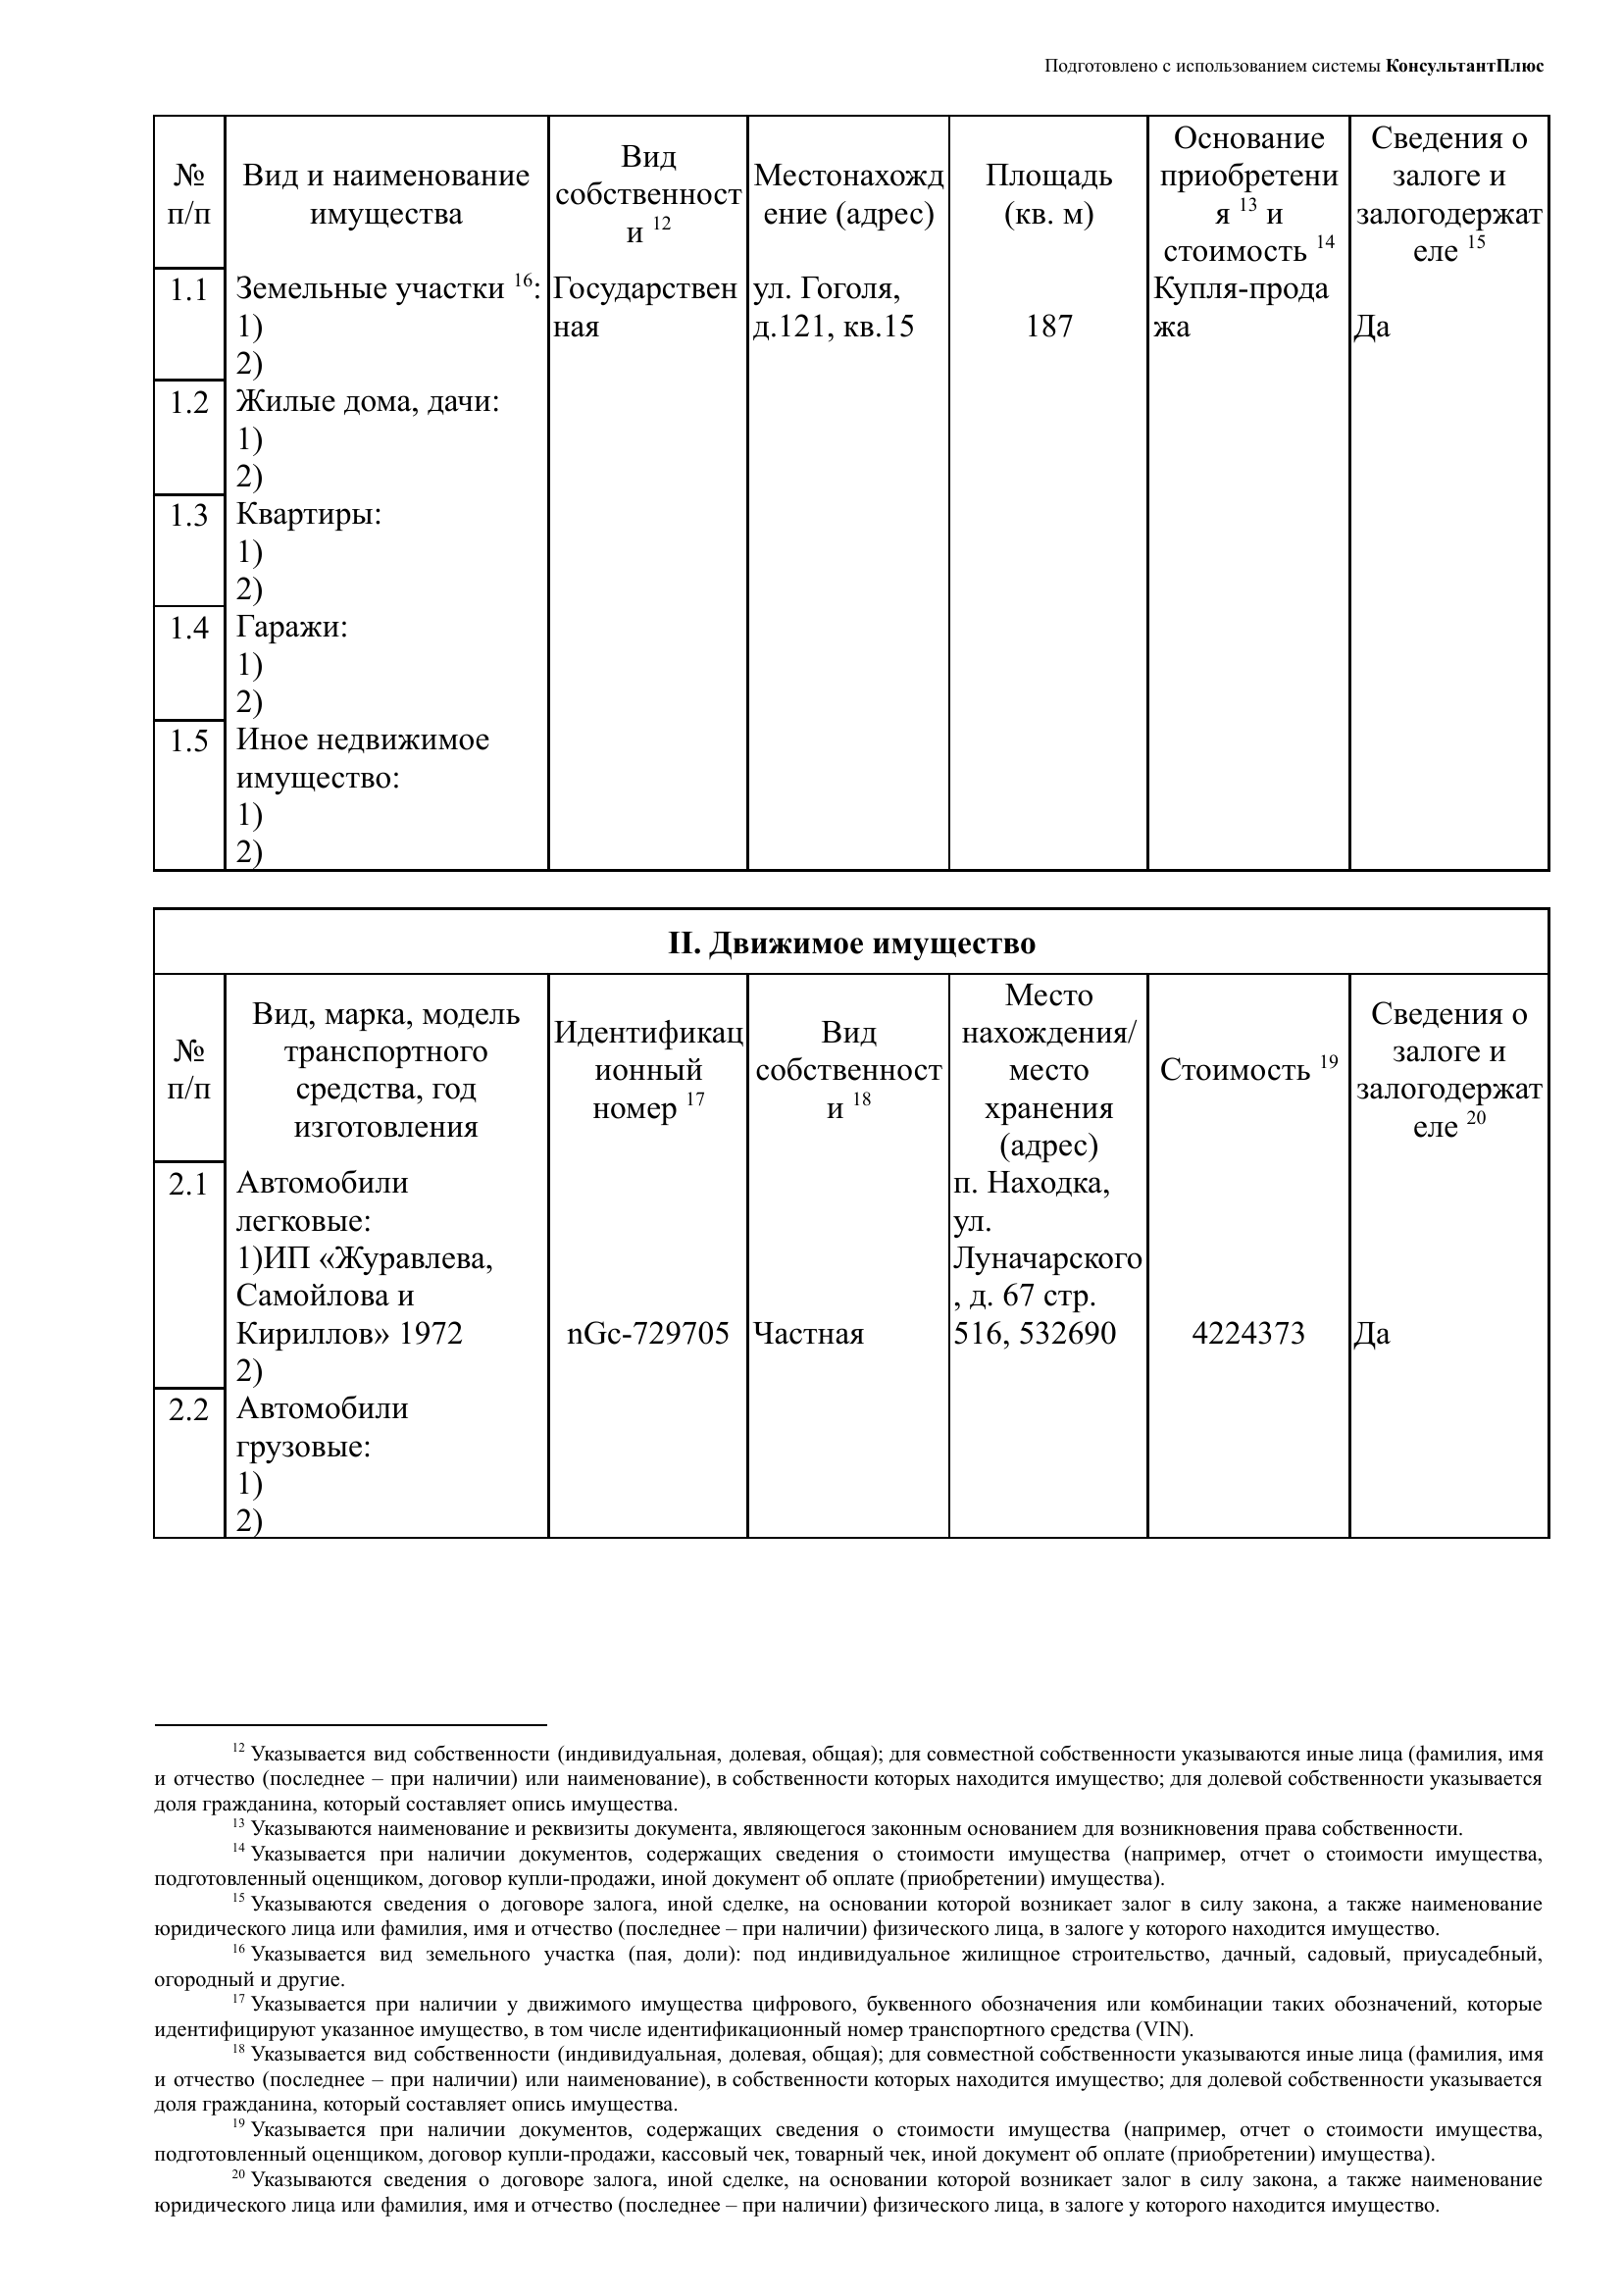 Подготовлено с использованием системы КонсультантПлюс
№
п/п
Вид и наименование
имущества
Вид
собственност
и 12
Местонахожд
ение (адрес)
Площадь
(кв. м)
Основание
приобретени
я 13 и
стоимость 14
Сведения о
залоге и
залогодержат
еле 15
1.1
Земельные участки 16:
1)
2)
Государствен
ная
ул. Гоголя,
д.121, кв.15
187
Купля-прода
жа
Да
1.2
Жилые дома, дачи:
1)
2)
1.3
Квартиры:
1)
2)
1.4
Гаражи:
1)
2)
1.5
Иное недвижимое
имущество:
1)
2)
II. Движимое имущество
№
п/п
Вид, марка, модель
транспортного
средства, год
изготовления
Идентификац
ионный
номер 17
Вид
собственност
и 18
Место
нахождения/
место
хранения
(адрес)
Стоимость 19
Сведения о
залоге и
залогодержат
еле 20
2.1
Автомобили
легковые:
1)ИП «Журавлева,
Самойлова и
Кириллов» 1972
2)
nGc-729705
Частная
п. Находка,
ул.
Луначарского
, д. 67 стр.
516, 532690
4224373
Да
2.2
Автомобили
грузовые:
1)
2)
12 Указывается вид собственности (индивидуальная, долевая, общая); для совместной собственности указываются иные лица (фамилия, имя
и отчество (последнее – при наличии) или наименование), в собственности которых находится имущество; для долевой собственности указывается
доля гражданина, который составляет опись имущества.
13 Указываются наименование и реквизиты документа, являющегося законным основанием для возникновения права собственности.
14 Указывается при наличии документов, содержащих сведения о стоимости имущества (например, отчет о стоимости имущества,
подготовленный оценщиком, договор купли-продажи, иной документ об оплате (приобретении) имущества).
15 Указываются сведения о договоре залога, иной сделке, на основании которой возникает залог в силу закона, а также наименование
юридического лица или фамилия, имя и отчество (последнее – при наличии) физического лица, в залоге у которого находится имущество.
16 Указывается вид земельного участка (пая, доли): под индивидуальное жилищное строительство, дачный, садовый, приусадебный,
огородный и другие.
17 Указывается при наличии у движимого имущества цифрового, буквенного обозначения или комбинации таких обозначений, которые
идентифицируют указанное имущество, в том числе идентификационный номер транспортного средства (VIN).
18 Указывается вид собственности (индивидуальная, долевая, общая); для совместной собственности указываются иные лица (фамилия, имя
и отчество (последнее – при наличии) или наименование), в собственности которых находится имущество; для долевой собственности указывается
доля гражданина, который составляет опись имущества.
19 Указывается при наличии документов, содержащих сведения о стоимости имущества (например, отчет о стоимости имущества,
подготовленный оценщиком, договор купли-продажи, кассовый чек, товарный чек, иной документ об оплате (приобретении) имущества).
20 Указываются сведения о договоре залога, иной сделке, на основании которой возникает залог в силу закона, а также наименование
юридического лица или фамилия, имя и отчество (последнее – при наличии) физического лица, в залоге у которого находится имущество.